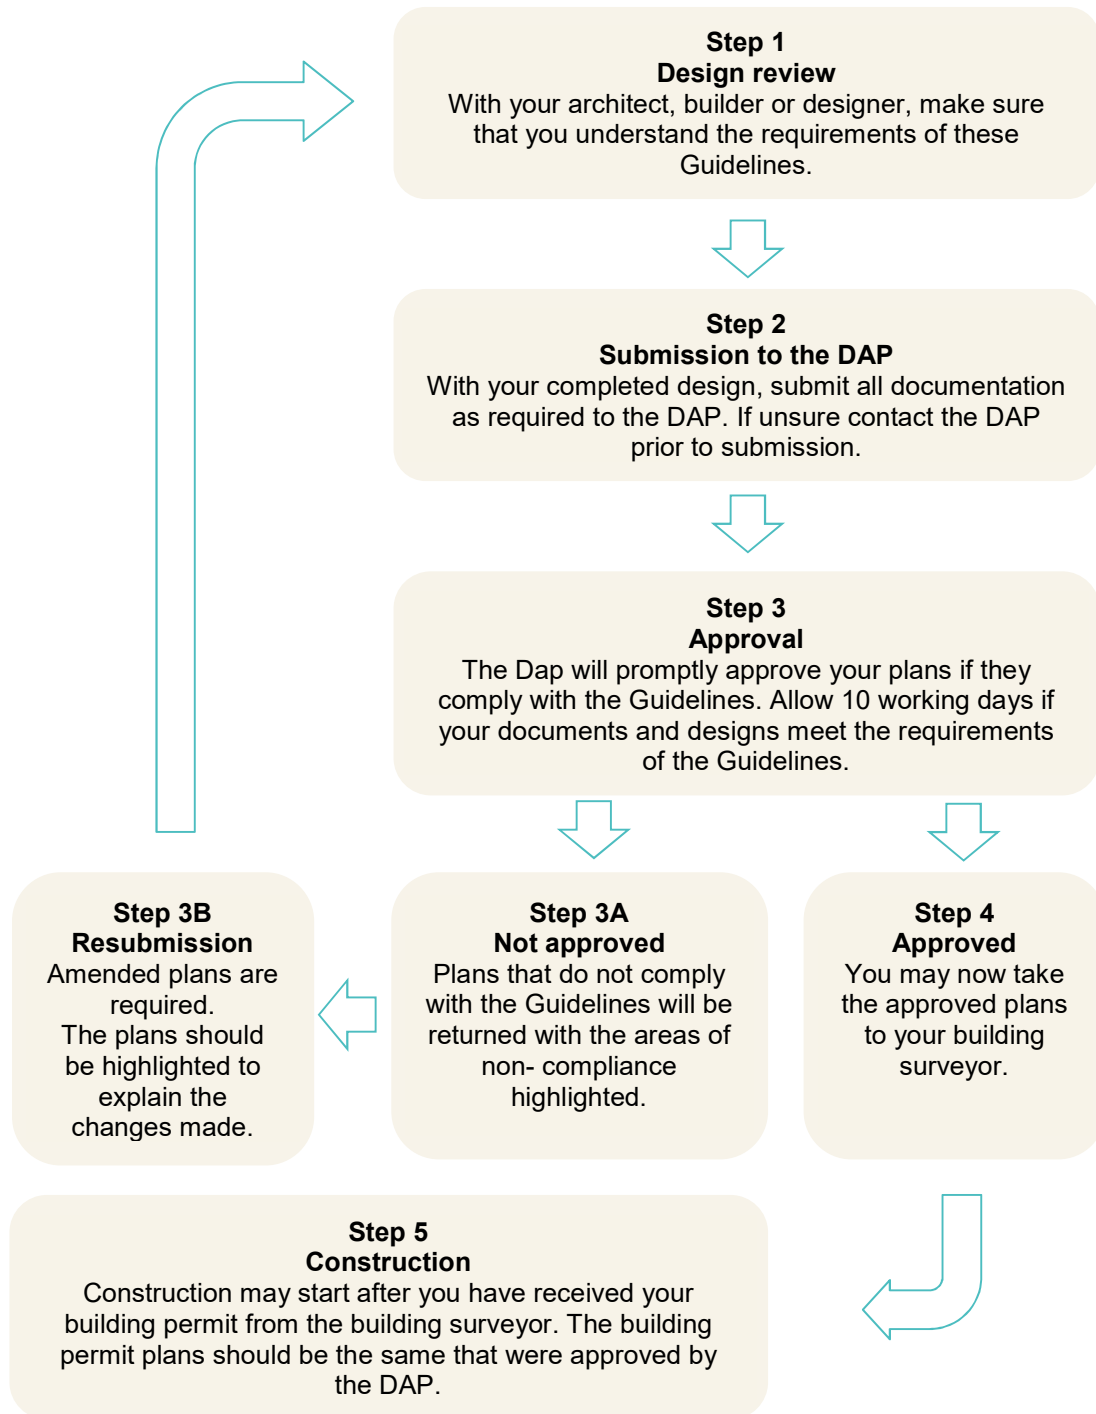 Step 1
Design review
With your architect, builder or designer, make sure
that you understand the requirements of these
Guidelines.
Step 2
Submission to the DAP
With your completed design, submit all documentation
as required to the DAP. If unsure contact the DAP
prior to submission.
Step 3
Approval
The Dap will promptly approve your plans if they
comply with the Guidelines. Allow 10 working days if
your documents and designs meet the requirements
of the Guidelines.
Step 3B
Resubmission
Amended plans are
required.
The plans should
be highlighted to
explain the
changes made.
Step 3A
Not approved
Plans that do not comply
with the Guidelines will be
returned with the areas of
non- compliance
highlighted.
Step 4
Approved
You may now take
the approved plans
to your building
surveyor.
Step 5
Construction
Construction may start after you have received your
building permit from the building surveyor. The building
permit plans should be the same that were approved by
the DAP.